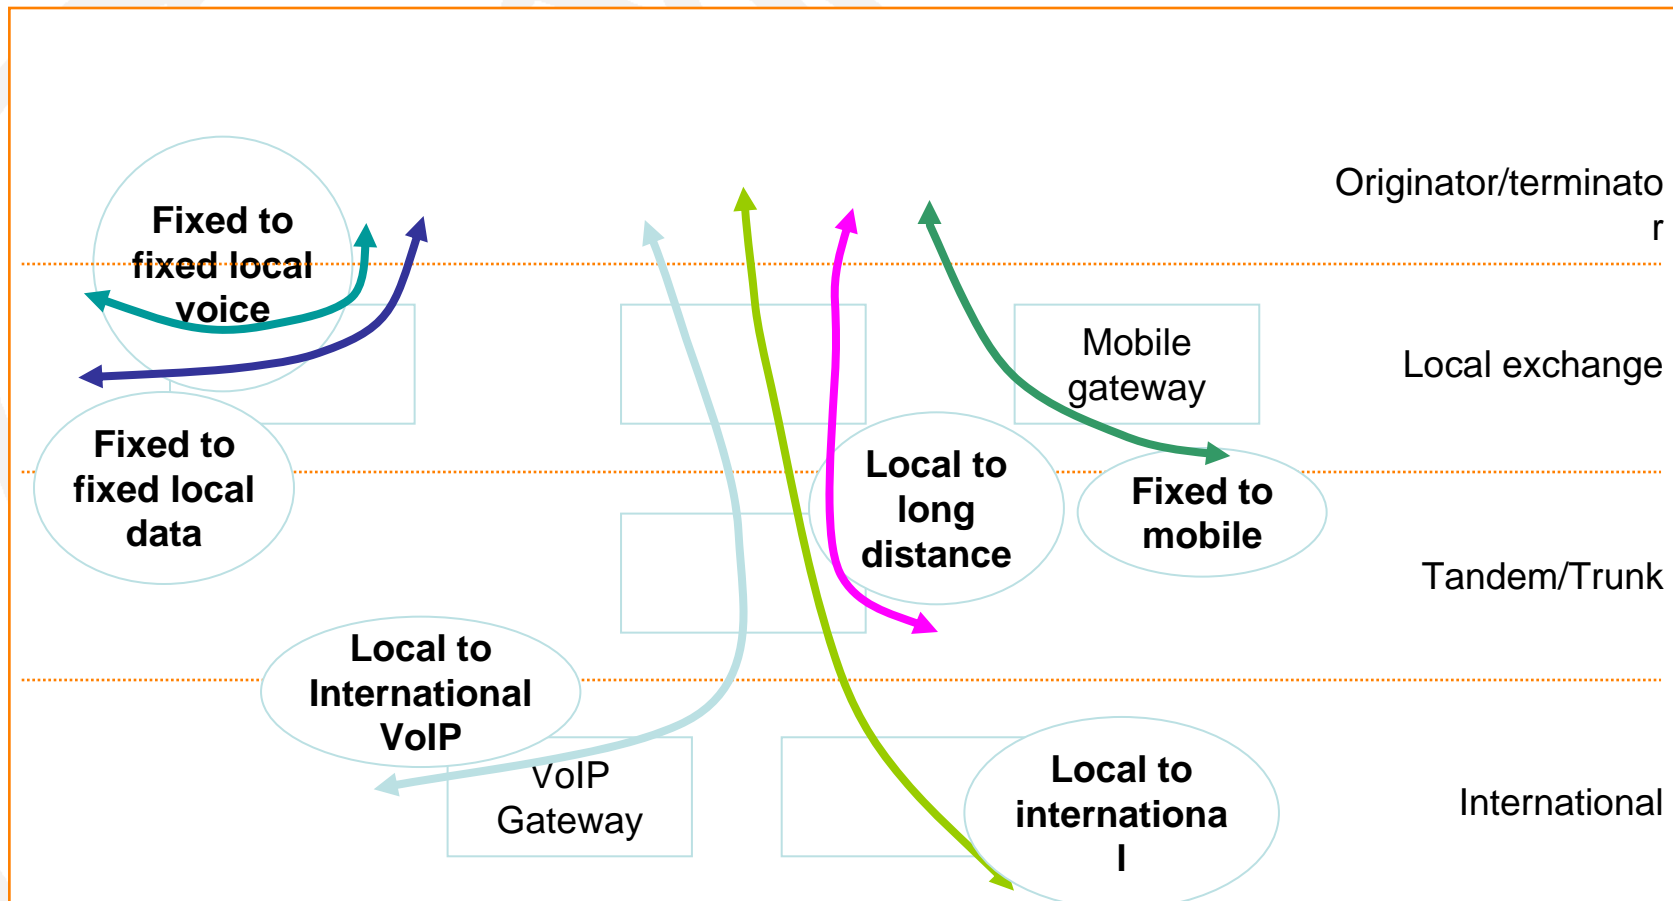 Originator/terminato
r
Fixed to
fixed local
voice
Mobile
gateway
Local exchange
Fixed to
fixed local
data
Local to
long
distance
Fixed to
mobile
Tandem/Trunk
Local to
International
VoIP
VoIP
Gateway
Local to
internationa
l
International